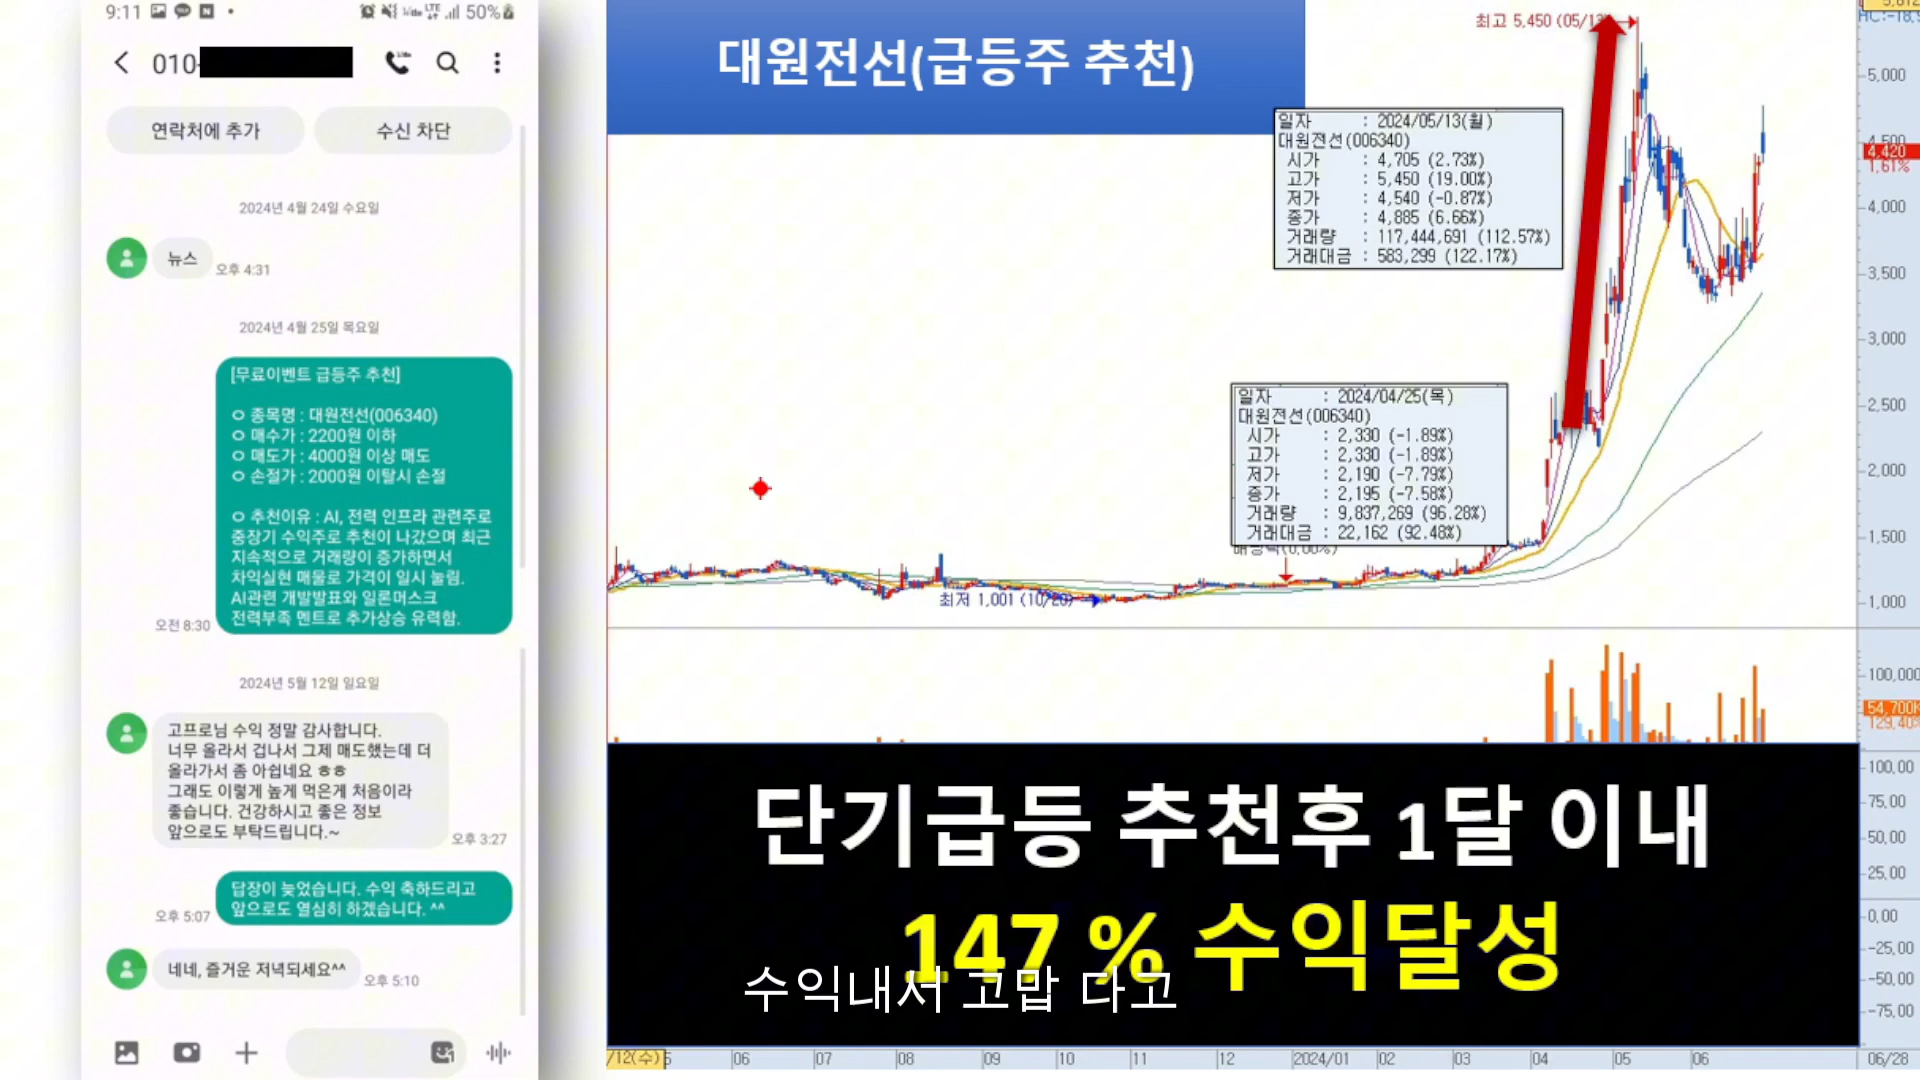 9:11
LTE
50%
010-
연락처에 추가
수신 차단
2024년 4월 24일 수요일
뉴스
오후 4:31
2024년 4월 25일 목요일
[무료이벤트 급등주 추천]
ㅇ 종목명 : 대원전선(006340)
ㅇ 매수가 : 2200원 이하
ㅇ 매도가 : 4000원 이상 매도
ㅇ 손절가 : 2000원 이탈시 손절
ㅇ 추천이유 : AI, 전력 인프라 관련주로
중장기 수익주로 추천이 나갔으며 최근
지속적으로 거래량이 증가하면서
차익실현 매물로 가격이 일시 눌림.
AI관련 개발발표와 일론머스크
전력부족 멘트로 추가상승 유력함.
오전 8:30
2024년 5월 12일 일요일
고프로님 수익 정말 감사합니다.
너무 올라서 겁나서 그제 매도했는데 더
올라가서 좀 아쉽네요 ㅎㅎ
그래도 이렇게 높게 먹은게 처음이라
좋습니다. 건강하시고 좋은 정보
앞으로도 부탁드립니다.~
오후 3:27
답장이 늦었습니다. 수익 축하드리고
앞으로도 열심히 하겠습니다. ^^
오후 5:07
네네, 즐거운 저녁되세요^^
오후 5:10
대원전선(급등주 추천)
최고 5,450 (05/13)
일자 : 2024/05/13(월)
대원전선(006340)
시가 : 4,705 (2.73%)
고가 : 5,450 (19.00%)
저가 : 4,540 (-0.87%)
종가 : 4,885 (6.66%)
거래량 : 117,444,691 (112.57%)
거래대금 : 583,299 (122.17%)
일자 : 2024/04/25(목)
대원전선(006340)
시가 : 2,330 (-1.89%)
고가 : 2,330 (-1.89%)
저가 : 2,190 (-7.79%)
종가 : 2,195 (-7.58%)
거래량 : 9,837,269 (96.28%)
거래대금 : 22,162 (92.48%)
배당락(0.00%)
최저 1,001 (10/20)
5,000
4,500
4,420
1.61%
4,000
3,500
3,000
2,500
2,000
1,500
1,000
100,000
54,700K
129.40%
100,00
75,00
50,00
25,00
0,00
-25,00
-50,00
-75,00
단기급등 추천후 1달 이내
147 % 수익달성
수익내서 고맙 다고
/12(수) 5 06 07 08 09 10 11 12 2024/01 02 03 04 05 06 06/28